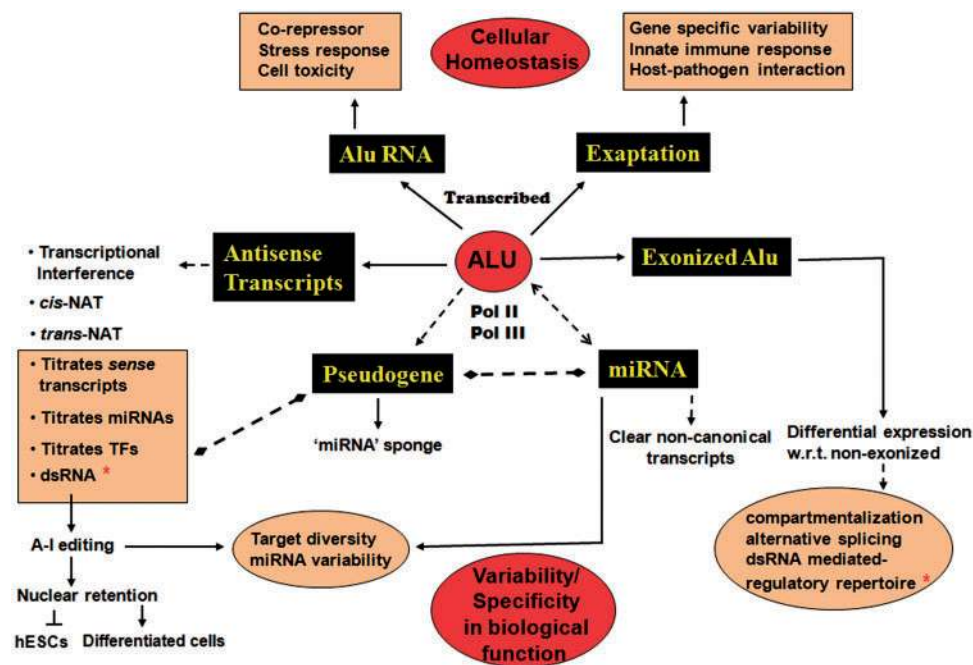 Co-repressor
Stress response
Cell toxicity
Cellular
Homeostasis
Gene specific variability
Innate immune response
Host-pathogen interaction
Alu RNA
Exaptation
Transcribed
• Transcriptional
Interference
• cis-NAT
• trans-NAT
Antisense
Transcripts
ALU
Exonized Alu
Pol II
Pol III
• Titrates sense
transcripts
• Titrates miRNAs
• Titrates TFs
• dsRNA *
Pseudogene
miRNA
'miRNA' sponge
Clear non-canonical
transcripts
Differential expression
w.r.t. non-exonized
A-I editing
Target diversity
miRNA variability
compartmentalization
alternative splicing
dsRNA mediated-
regulatory repertoire *
Nuclear retention
hESCs
Differentiated cells
Variability/
Specificity
in biological
function